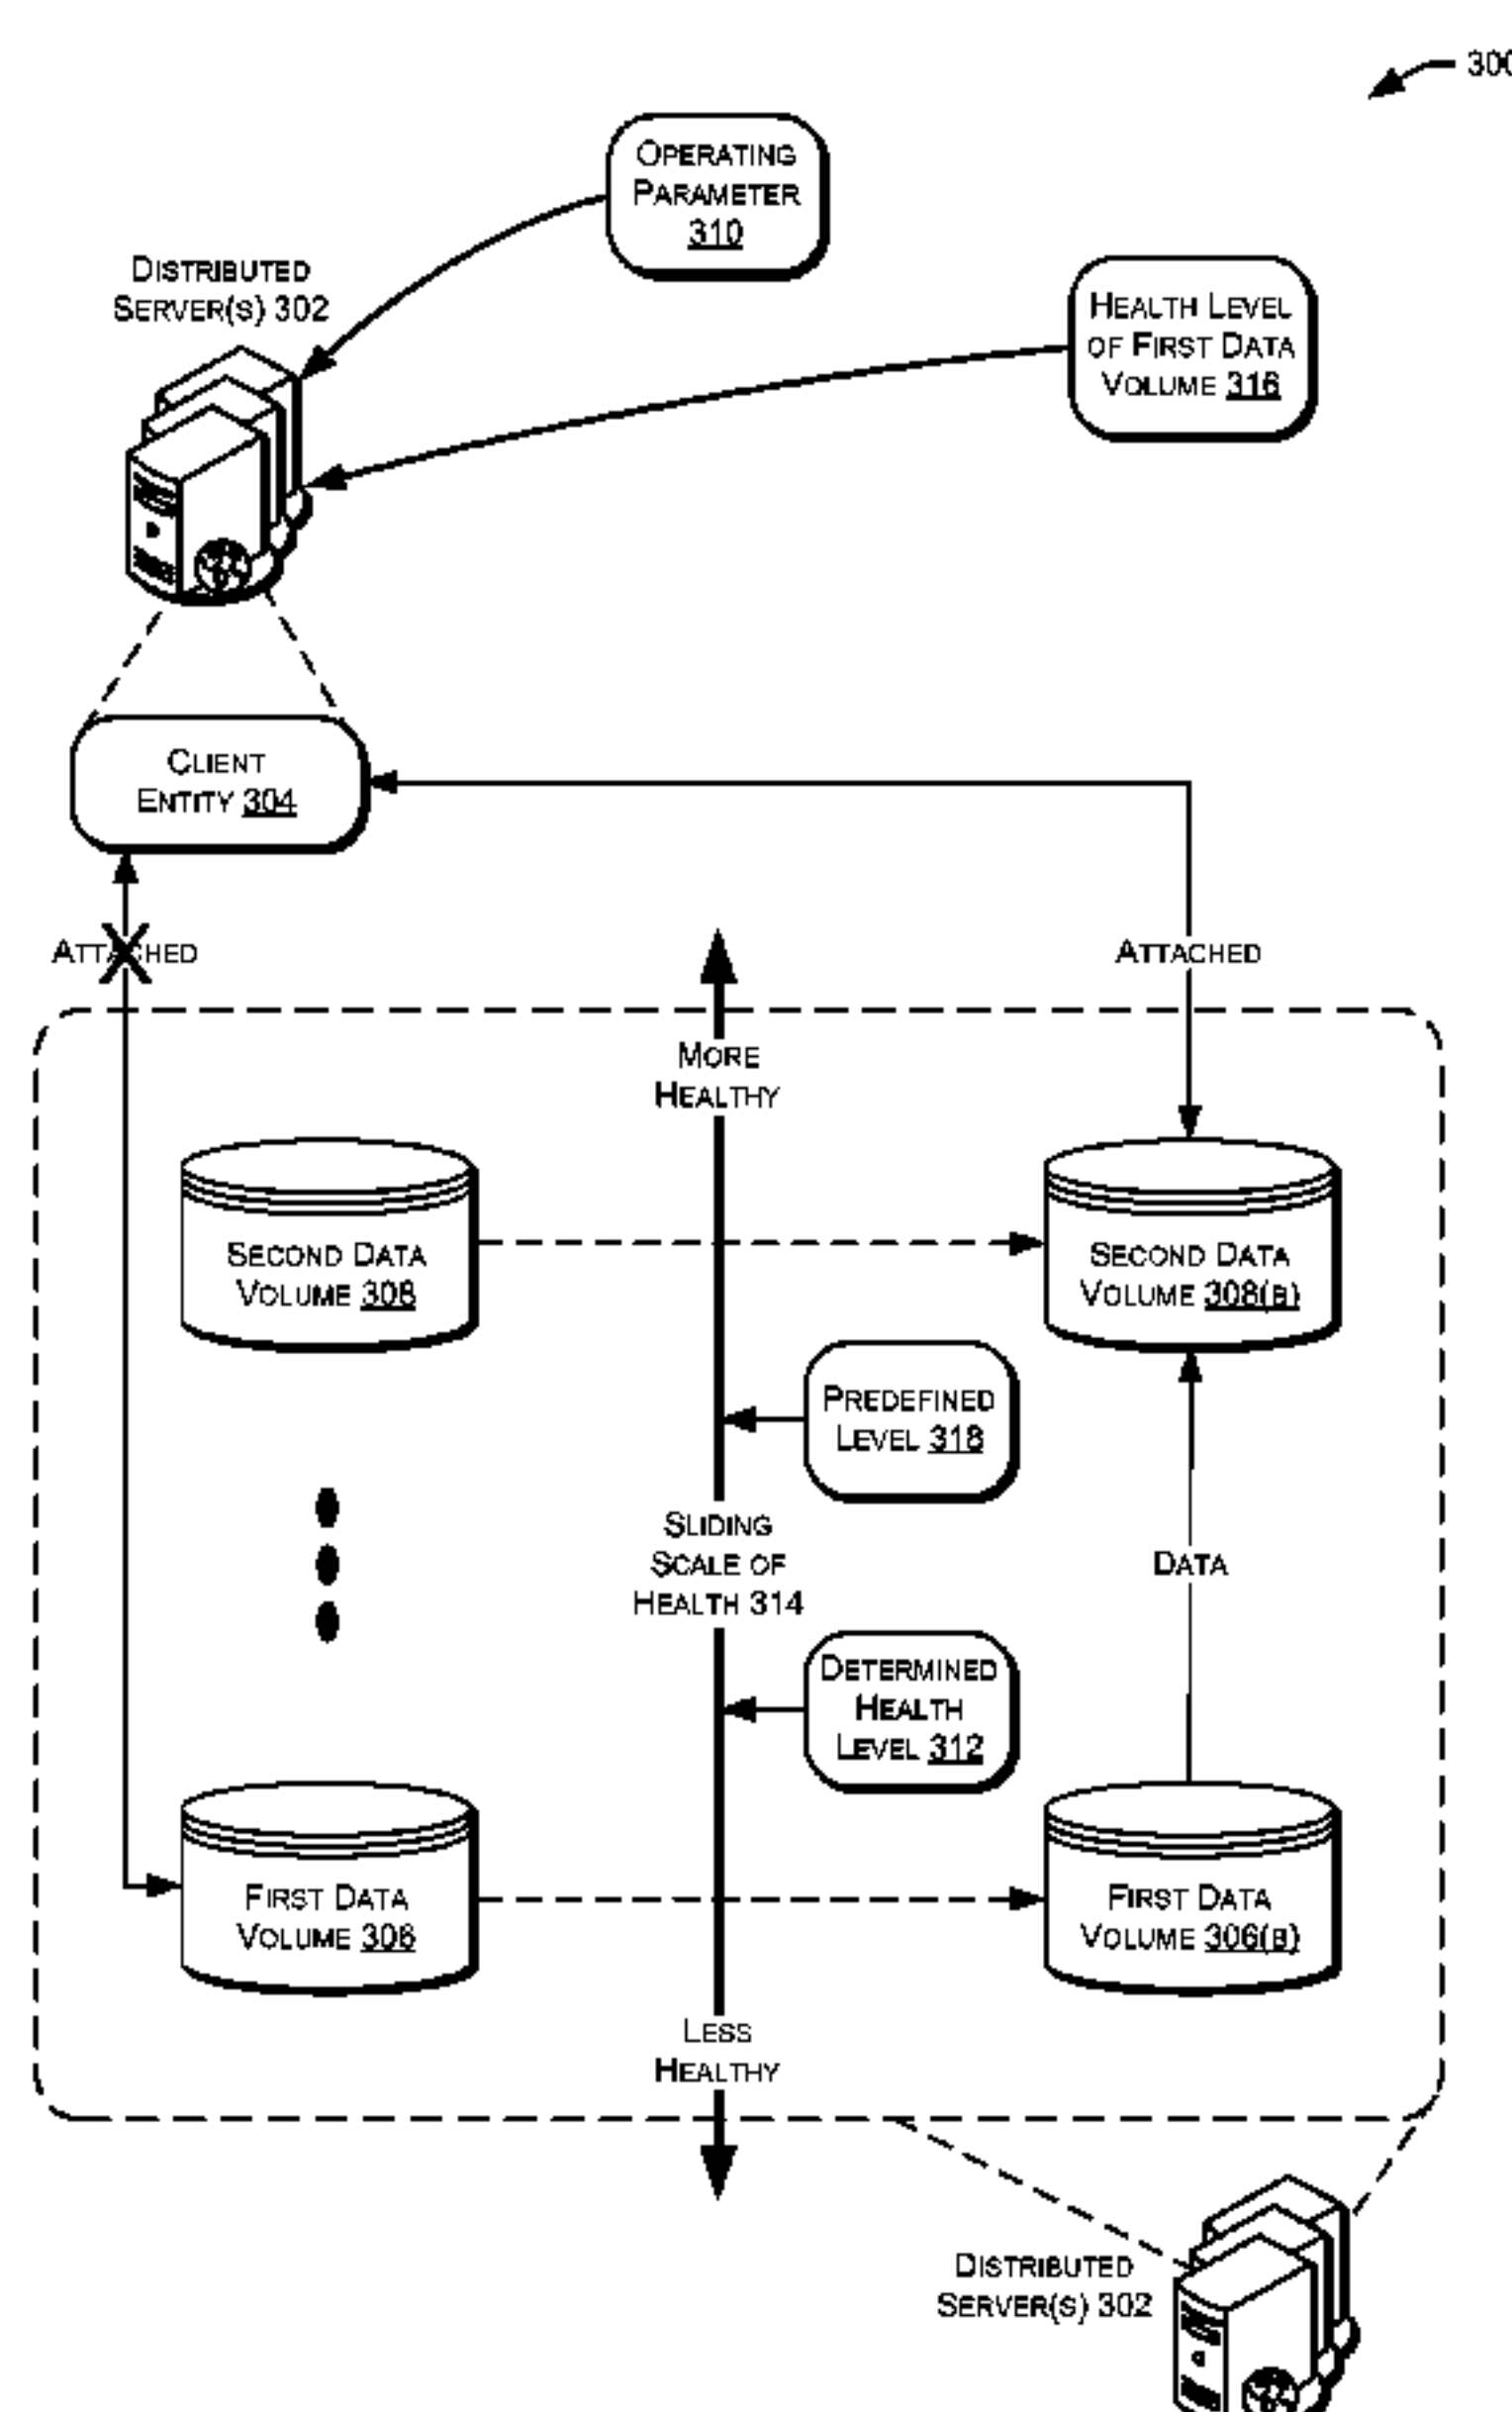 300
OPERATING
PARAMETER
310
DISTRIBUTED
SERVER(S) 302
HEALTH LEVEL
OF FIRST DATA
VOLUME 316
CLIENT
ENTITY 304
ATTACHED
ATTACHED
MORE
HEALTHY
SECOND DATA
VOLUME 308
SECOND DATA
VOLUME 308(B)
PREDEFINED
LEVEL 318
SLIDING
SCALE OF
HEALTH 314
DATA
DETERMINED
HEALTH
LEVEL 312
FIRST DATA
VOLUME 306
FIRST DATA
VOLUME 306(B)
LESS
HEALTHY
DISTRIBUTED
SERVER(S) 302